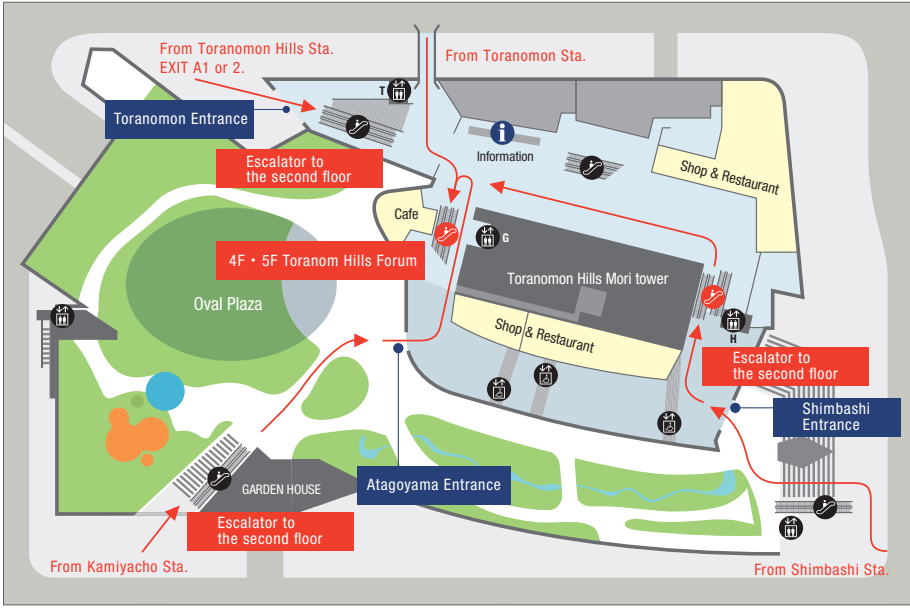 From Toranomon Hills Sta.
EXIT A1 or 2.
From Toranomon Sta.
T
Toranomon Entrance
Information
Escalator to
the second floor
Shop & Restaurant
Cafe
G
4F・5F Toranom Hills Forum
Toranomon Hills Mori tower
Oval Plaza
Shop & Restaurant
H
Escalator to
the second floor
Shimbashi
Entrance
Atagoyama Entrance
GARDEN HOUSE
Escalator to
the second floor
From Kamiyacho Sta.
From Shimbashi Sta.